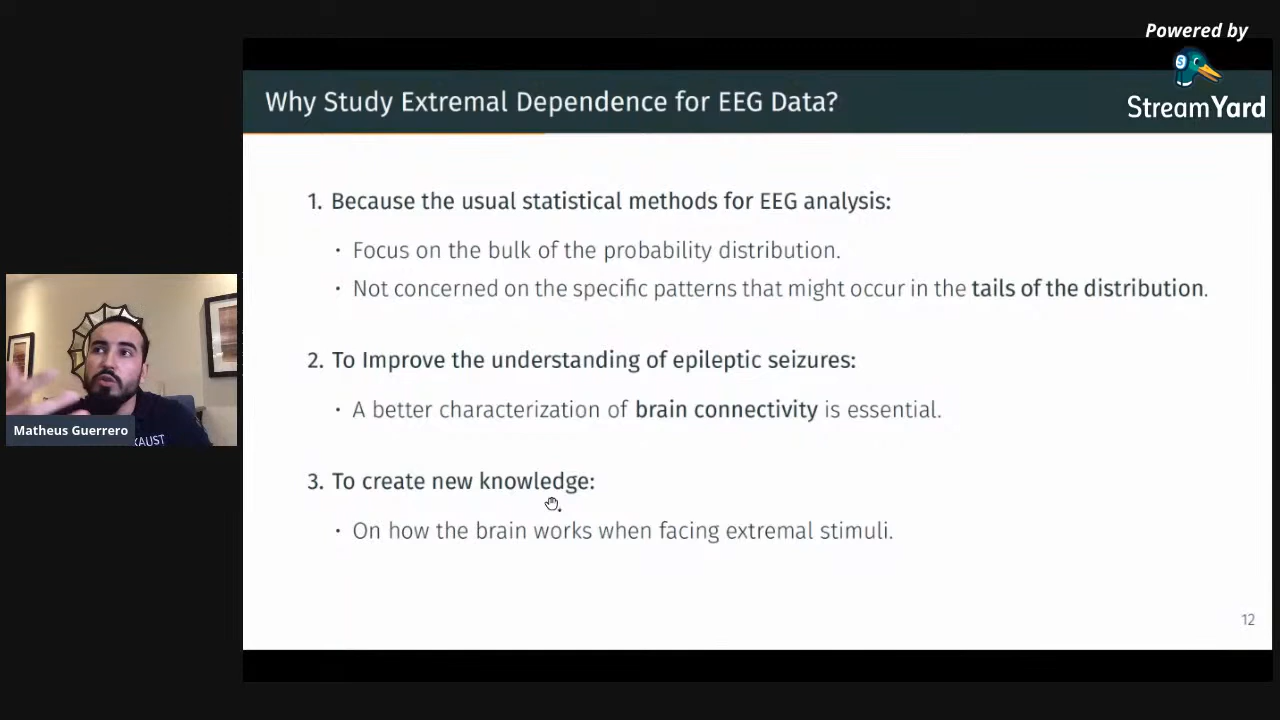 Powered by
StreamYard
Why Study Extremal Dependence for EEG Data?
1. Because the usual statistical methods for EEG analysis:
· Focus on the bulk of the probability distribution.
· Not concerned on the specific patterns that might occur in the tails of the distribution.
2. To Improve the understanding of epileptic seizures:
· A better characterization of brain connectivity is essential.
3. To create new knowledge:
· On how the brain works when facing extremal stimuli.
12
Matheus Guerrero
KAUST